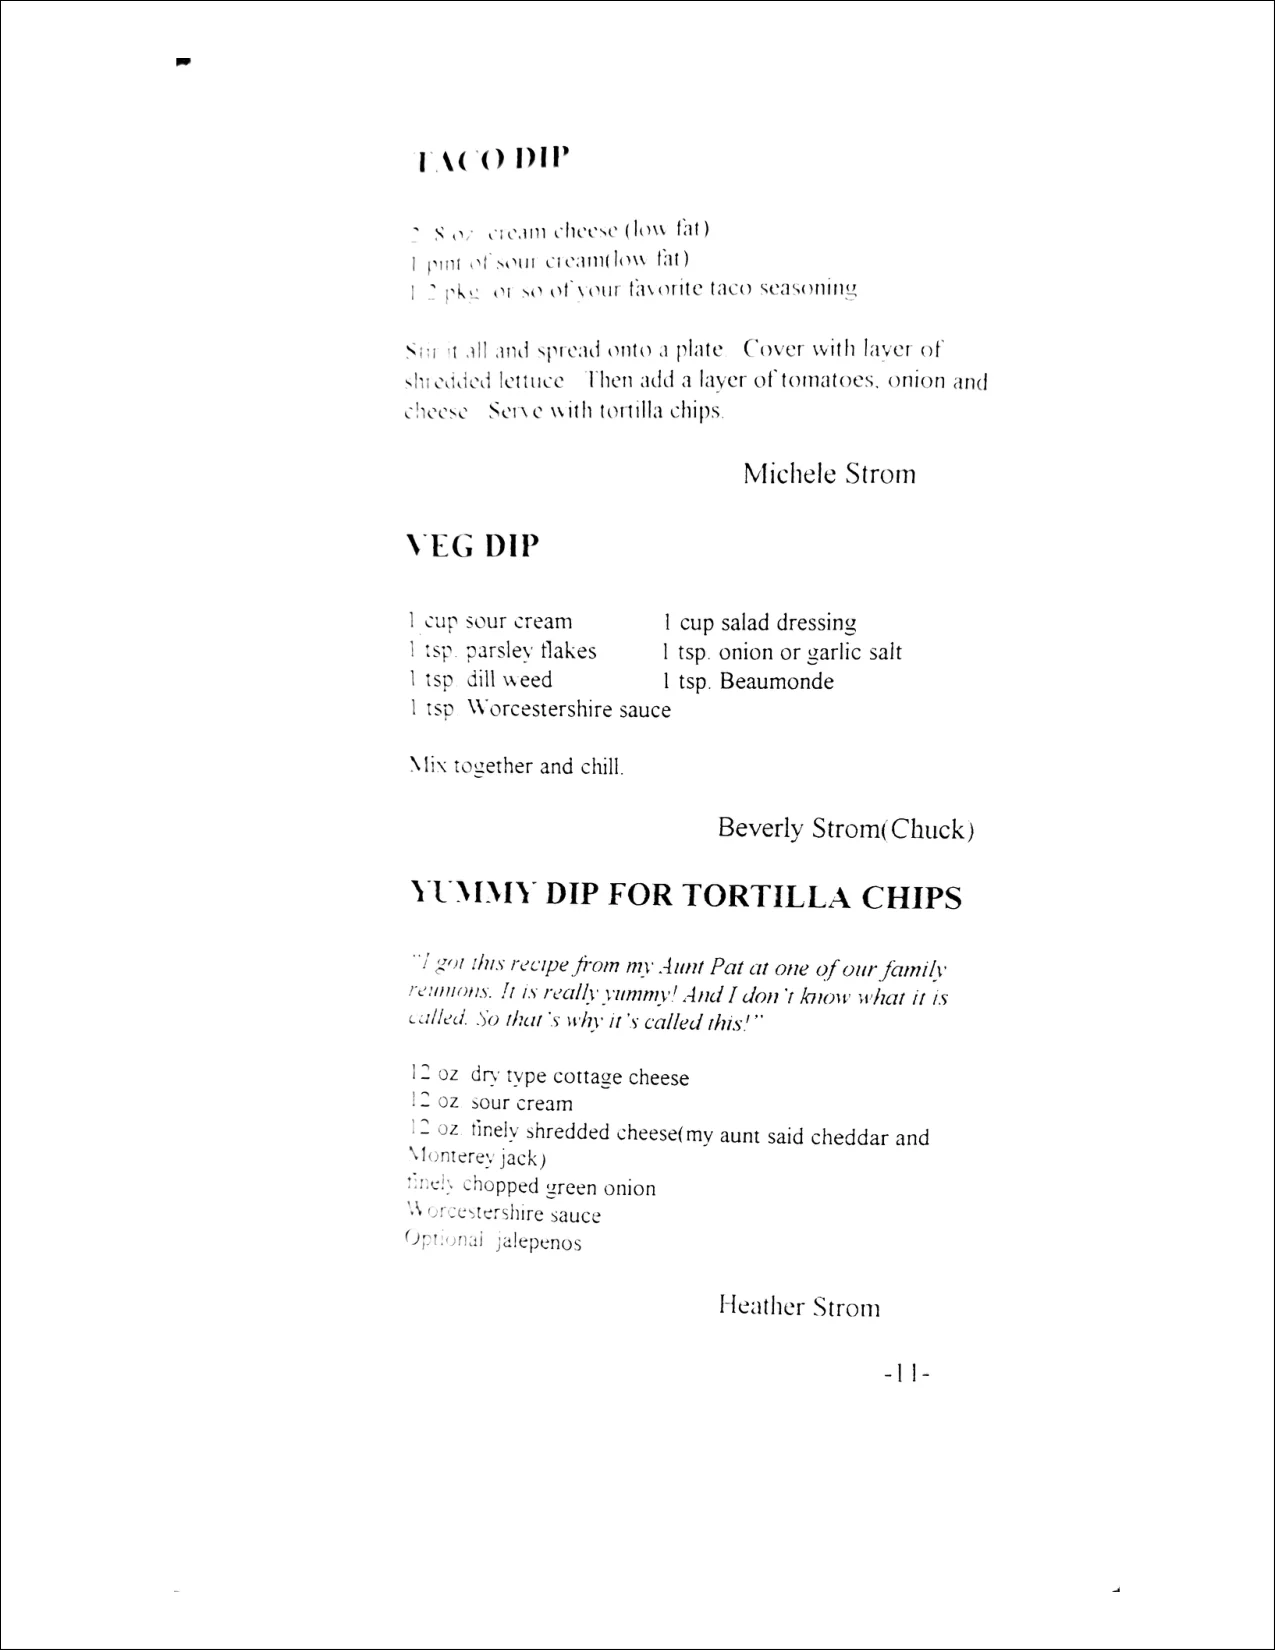 TACO DIP
2 8 oz cream cheese (low fat)
1 pint of sour cream(low fat)
1 2 pkg or so of your favorite taco seasoning
Stir it all and spread onto a plate Cover with layer of
shredded lettuce Then add a layer of tomatoes, onion and
cheese Serve with tortilla chips.
Michele Strom
VEG DIP
1 cup sour cream 1 cup salad dressing
1 tsp. parsley flakes 1 tsp. onion or garlic salt
1 tsp dill weed 1 tsp. Beaumonde
1 tsp Worcestershire sauce
Mix together and chill.
Beverly Strom(Chuck)
YUMMY DIP FOR TORTILLA CHIPS
"I got this recipe from my Aunt Pat at one of our family
reunions. It is really yummy! And I don't know what it is
called. So that's why it's called this!"
12 oz dry type cottage cheese
12 oz sour cream
12 oz finely shredded cheese(my aunt said cheddar and
Monterey jack)
finely chopped green onion
Worcestershire sauce
Optional jalepenos
Heather Strom
-11-